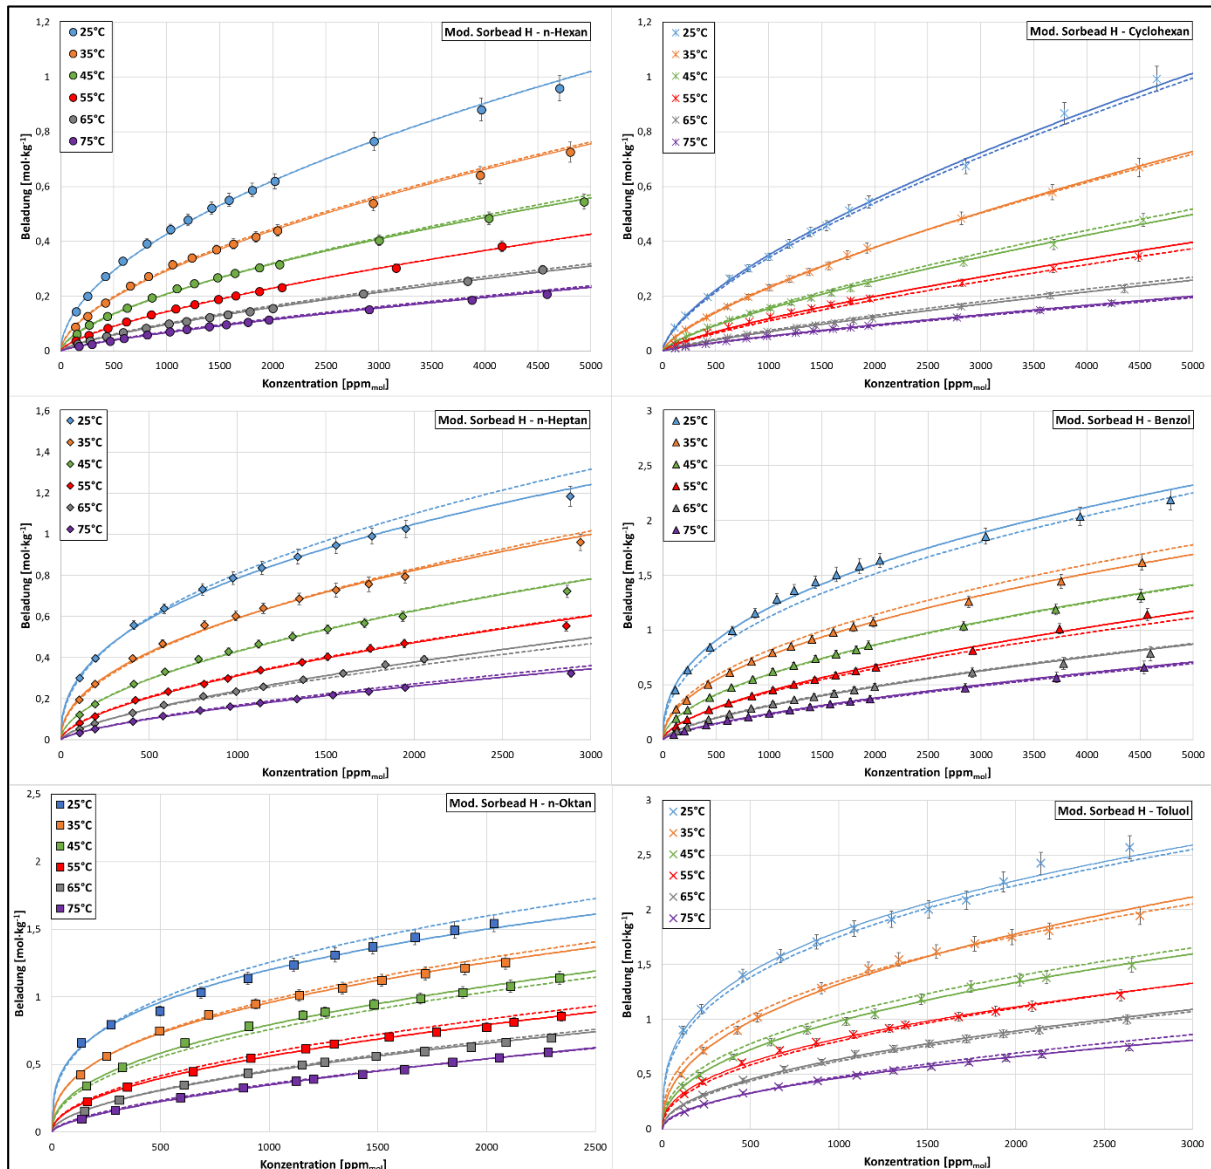 1,2
1
0,8
0,6
0,4
0,2
0
Beladung [mol·kg⁻¹]
25°C
35°C
45°C
55°C
65°C
75°C
Mod. Sorbead H - n-Hexan
0 500 1000 1500 2000 2500 3000 3500 4000 4500 5000
Konzentration [ppmmol]
1,2
1
0,8
0,6
0,4
0,2
0
Beladung [mol·kg⁻¹]
25°C
35°C
45°C
55°C
65°C
75°C
Mod. Sorbead H - Cyclohexan
0 500 1000 1500 2000 2500 3000 3500 4000 4500 5000
Konzentration [ppmmol]
1,6
1,4
1,2
1
0,8
0,6
0,4
0,2
0
Beladung [mol·kg⁻¹]
25°C
35°C
45°C
55°C
65°C
75°C
Mod. Sorbead H - n-Heptan
0 500 1000 1500 2000 2500 3000
Konzentration [ppmmol]
3
2,5
2
1,5
1
0,5
0
Beladung [mol·kg⁻¹]
25°C
35°C
45°C
55°C
65°C
75°C
Mod. Sorbead H - Benzol
0 500 1000 1500 2000 2500 3000 3500 4000 4500 5000
Konzentration [ppmmol]
2,5
2
1,5
1
0,5
0
Beladung [mol·kg⁻¹]
25°C
35°C
45°C
55°C
65°C
75°C
Mod. Sorbead H - n-Oktan
0 500 1000 1500 2000 2500
Konzentration [ppmmol]
3
2,5
2
1,5
1
0,5
0
Beladung [mol·kg⁻¹]
25°C
35°C
45°C
55°C
65°C
75°C
Mod. Sorbead H - Toluol
0 500 1000 1500 2000 2500 3000
Konzentration [ppmmol]